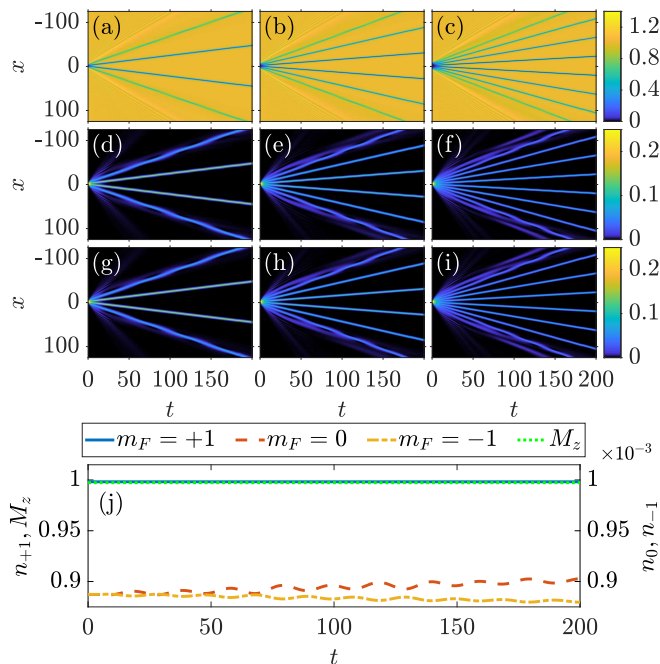 (a) (b) (c)
-100 0 100 x
1.2 0.8 0.4 0
(d) (e) (f)
-100 0 100 x
0.2 0.1 0
(g) (h) (i)
-100 0 100 x
0.2 0.1 0
0 50 100 150 0 50 100 150 0 50 100 150 200
t t t
m_F = +1 m_F = 0 m_F = −1 M_z
×10^{-3}
(j)
1 0.95 0.9 n_{+1}, M_z
1 0.95 0.9 n_0, n_{-1}
0 50 100 150 200
t